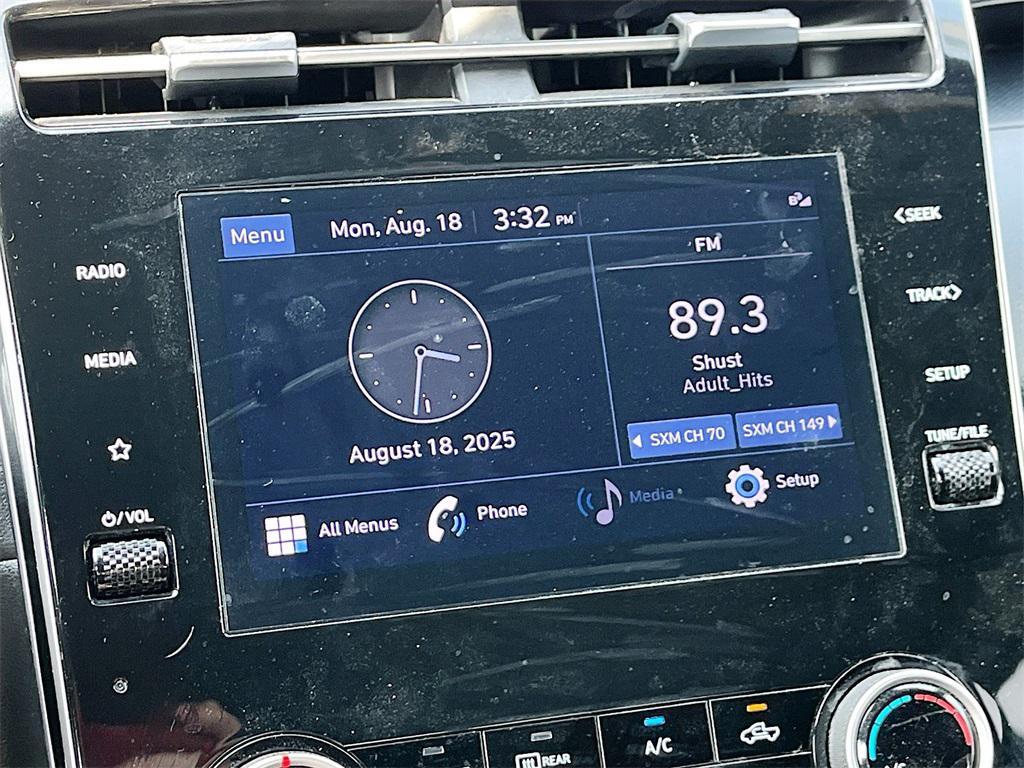 Menu
Mon, Aug. 18
3:32 PM
<SEEK
FM
RADIO
TRACK>
89.3
MEDIA
Shust
Adult_Hits
SETUP
SXM CH 70
SXM CH 149
August 18, 2025
TUNE/FILE
All Menus
Phone
Media
Setup
/VOL
REAR
A/C